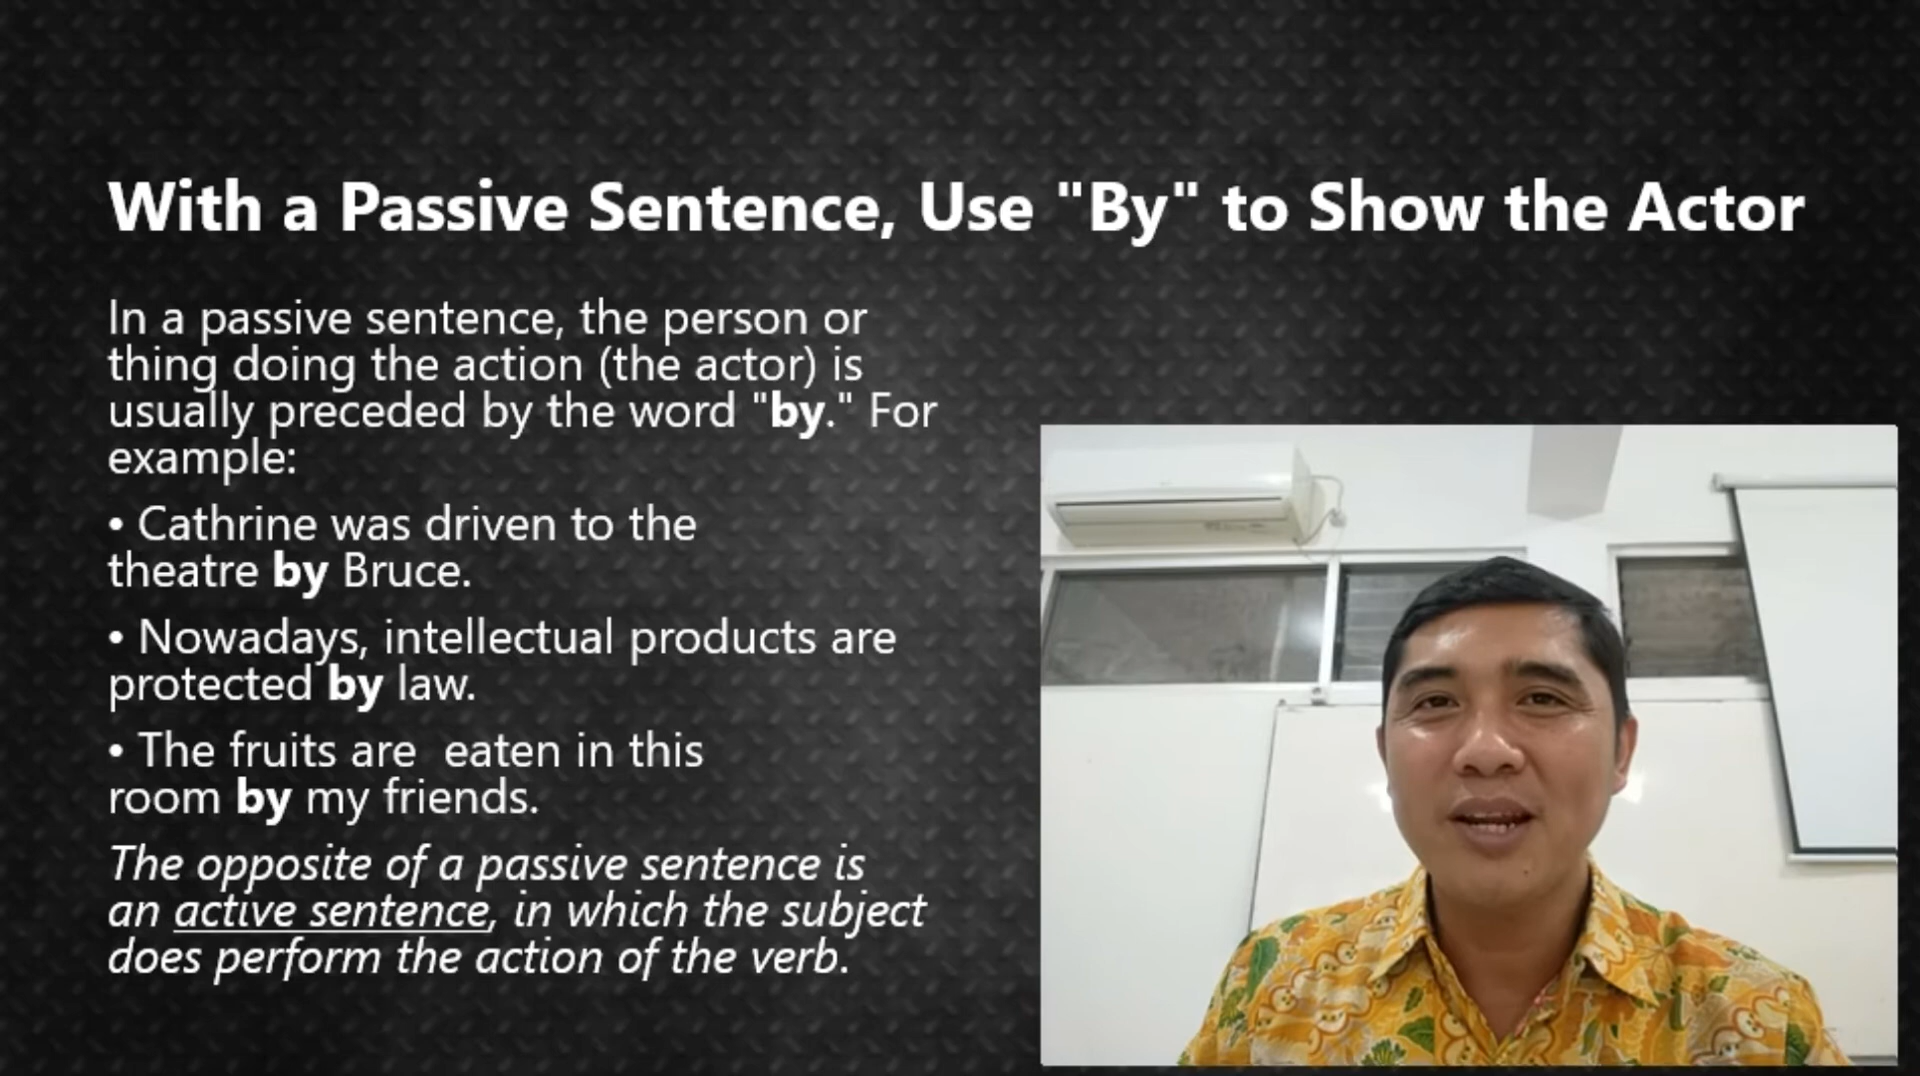 With a Passive Sentence, Use "By" to Show the Actor
In a passive sentence, the person or
thing doing the action (the actor) is
usually preceded by the word "by." For
example:
• Cathrine was driven to the
theatre by Bruce.
• Nowadays, intellectual products are
protected by law.
• The fruits are  eaten in this
room by my friends.
The opposite of a passive sentence is
an active sentence, in which the subject
does perform the action of the verb.